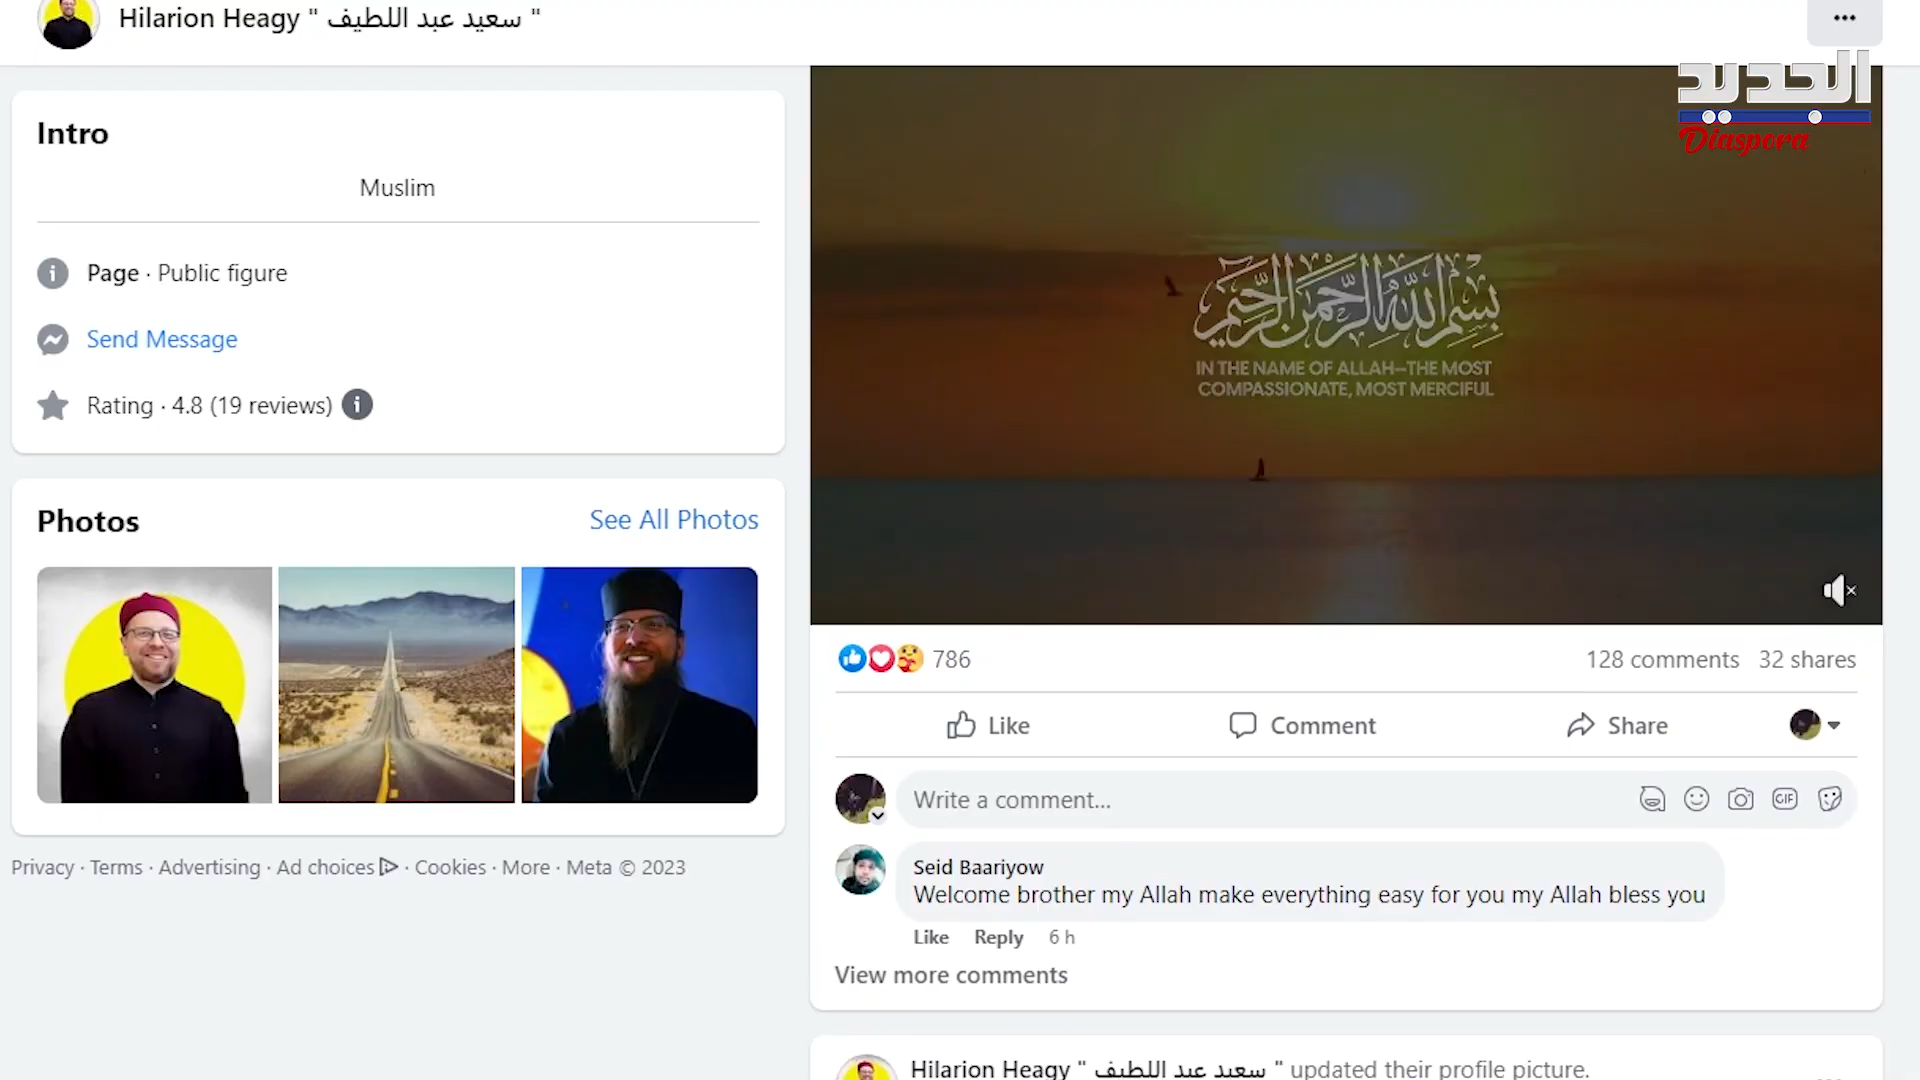 Hilarion Heagy " سعيد عبد اللطيف "
الجديد
Diaspora
Intro
Muslim
Page · Public figure
Send Message
Rating · 4.8 (19 reviews)
Photos
See All Photos
Privacy · Terms · Advertising · Ad choices · Cookies · More · Meta © 2023
بسم الله الرحمن الرحيم
IN THE NAME OF ALLAH—THE MOST
COMPASSIONATE, MOST MERCIFUL
786
128 comments 32 shares
Like Comment Share
Write a comment...
GIF
Seid Baariyow
Welcome brother my Allah make everything easy for you my Allah bless you
Like Reply 6 h
View more comments
Hilarion Heagy " سعيد عبد اللطيف " updated their profile picture.